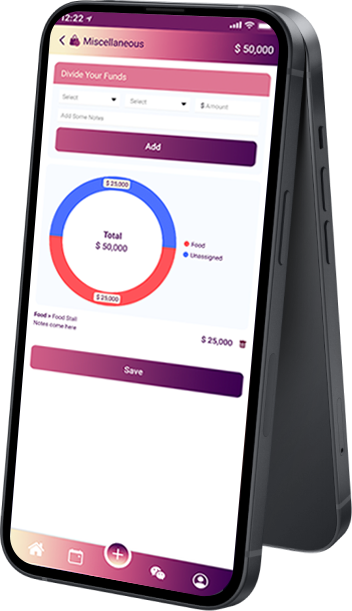 12:22
Miscellaneous
$ 50,000
Divide Your Funds
Select
Select
$ Amount
Add Some Notes
Add
$ 25,000
Total
$ 50,000
Food
Unassigned
$ 25,000
Food • Food Stall
Notes come here
$ 25,000
Save